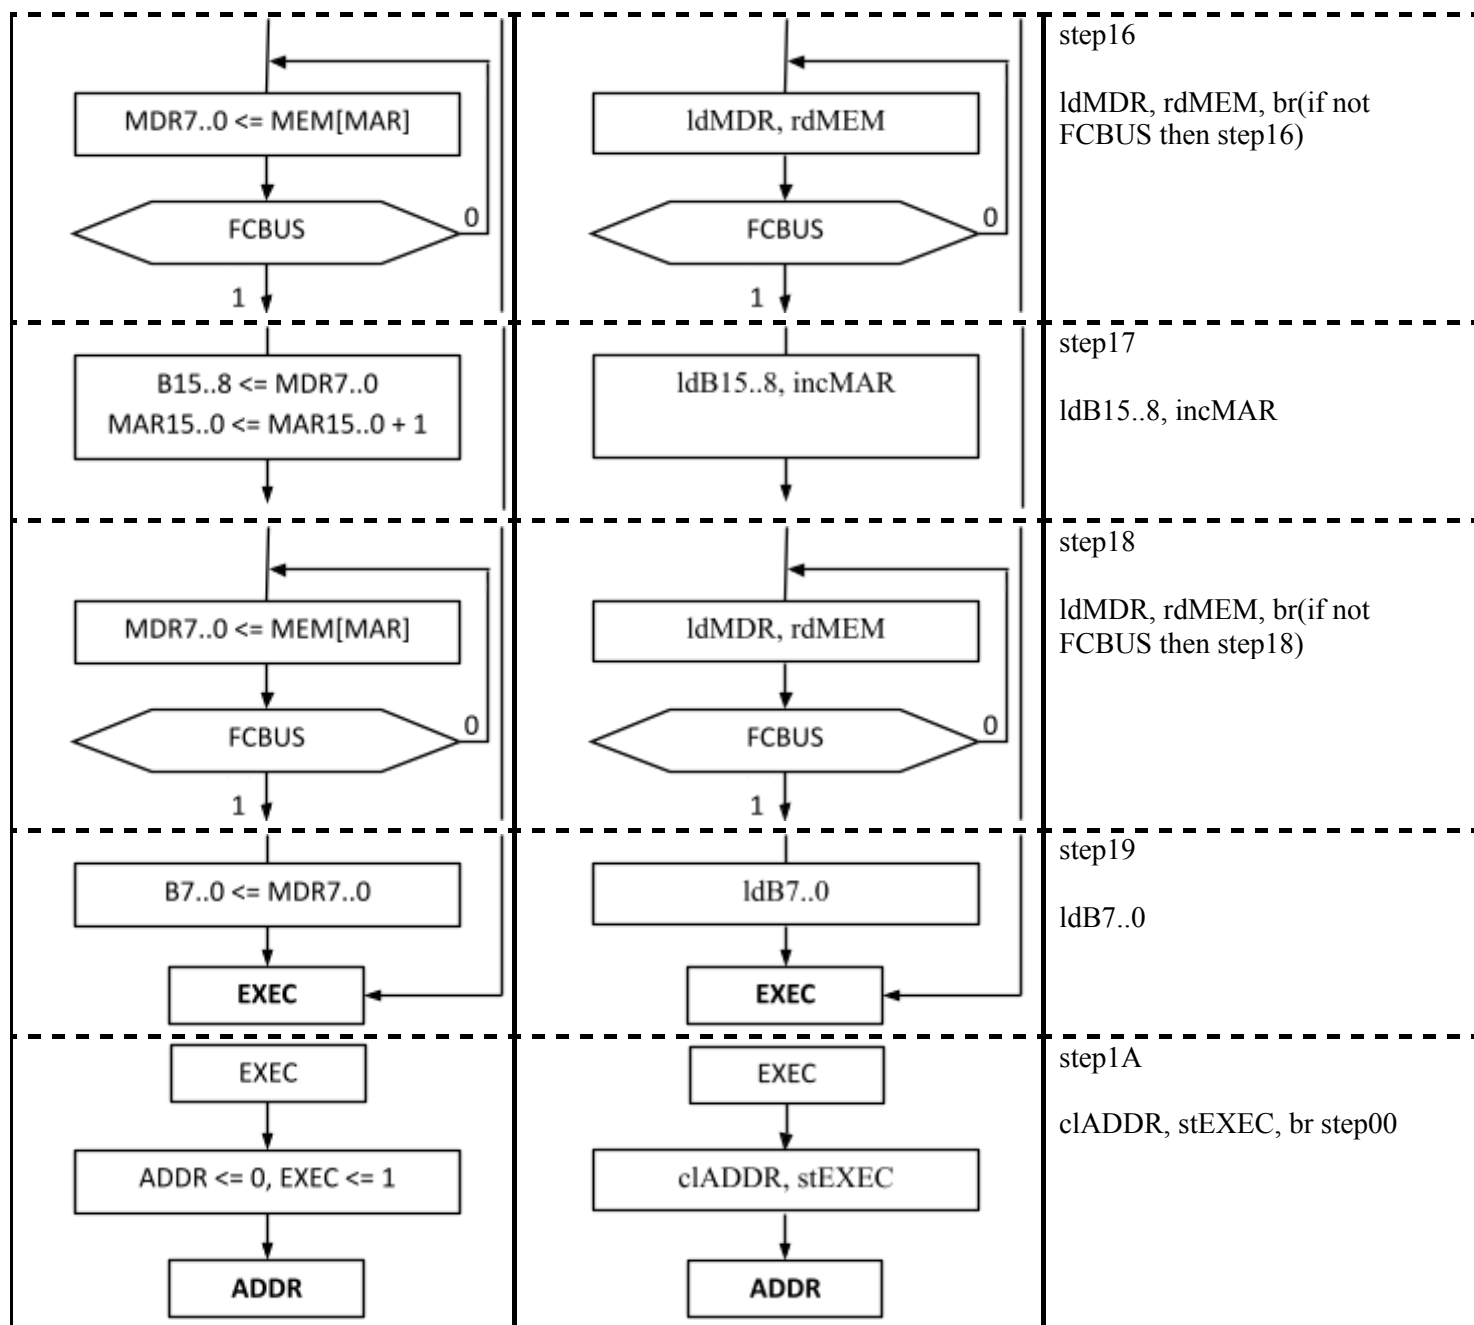 MDR7..0 <= MEM[MAR]
FCBUS
0
1
ldMDR, rdMEM
FCBUS
0
1
step16
ldMDR, rdMEM, br(if not
FCBUS then step16)
B15..8 <= MDR7..0
MAR15..0 <= MAR15..0 + 1
ldB15..8, incMAR
step17
ldB15..8, incMAR
MDR7..0 <= MEM[MAR]
FCBUS
0
1
ldMDR, rdMEM
FCBUS
0
1
step18
ldMDR, rdMEM, br(if not
FCBUS then step18)
B7..0 <= MDR7..0
EXEC
ldB7..0
EXEC
step19
ldB7..0
EXEC
ADDR <= 0, EXEC <= 1
ADDR
EXEC
clADDR, stEXEC
ADDR
step1A
clADDR, stEXEC, br step00